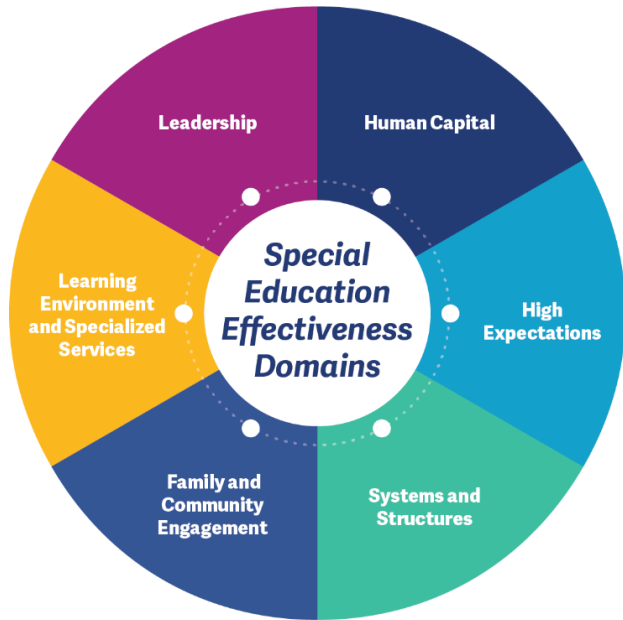 Leadership
Human Capital
Special
Education
Effectiveness
Domains
Learning
Environment
and Specialized
Services
High
Expectations
Family and
Community
Engagement
Systems and
Structures